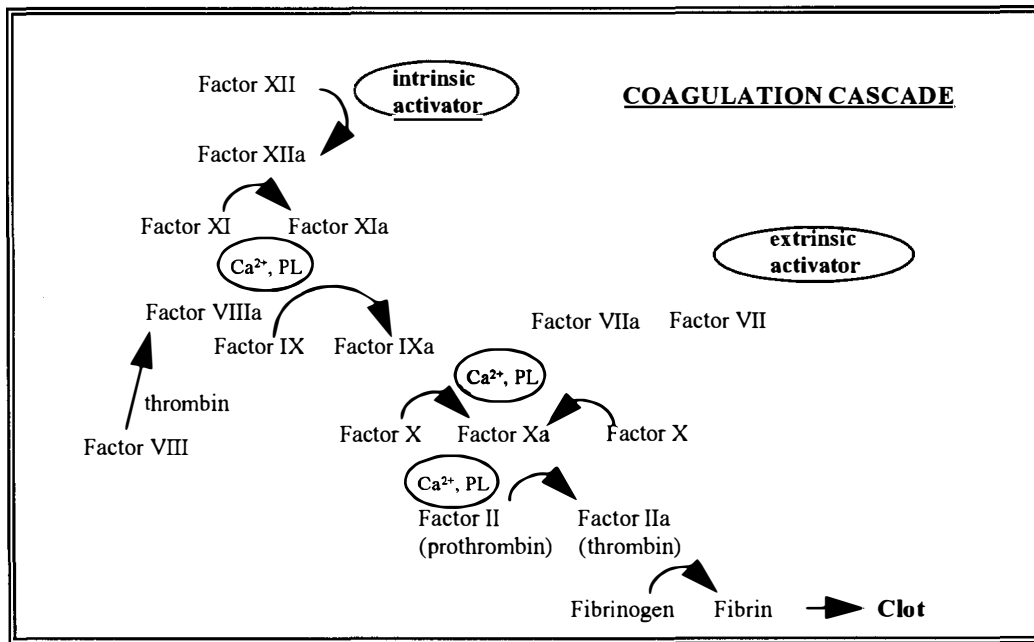 Factor XII
intrinsic
activator
COAGULATION CASCADE
Factor XIIa
Factor XI
Factor XIa
extrinsic
activator
Ca²⁺, PL
Factor VIIIa
Factor VIIa
Factor VII
Factor IX
Factor IXa
Ca²⁺, PL
thrombin
Factor VIII
Factor X
Factor Xa
Factor X
Ca²⁺, PL
Factor II
(prothrombin)
Factor IIa
(thrombin)
Fibrinogen
Fibrin
Clot